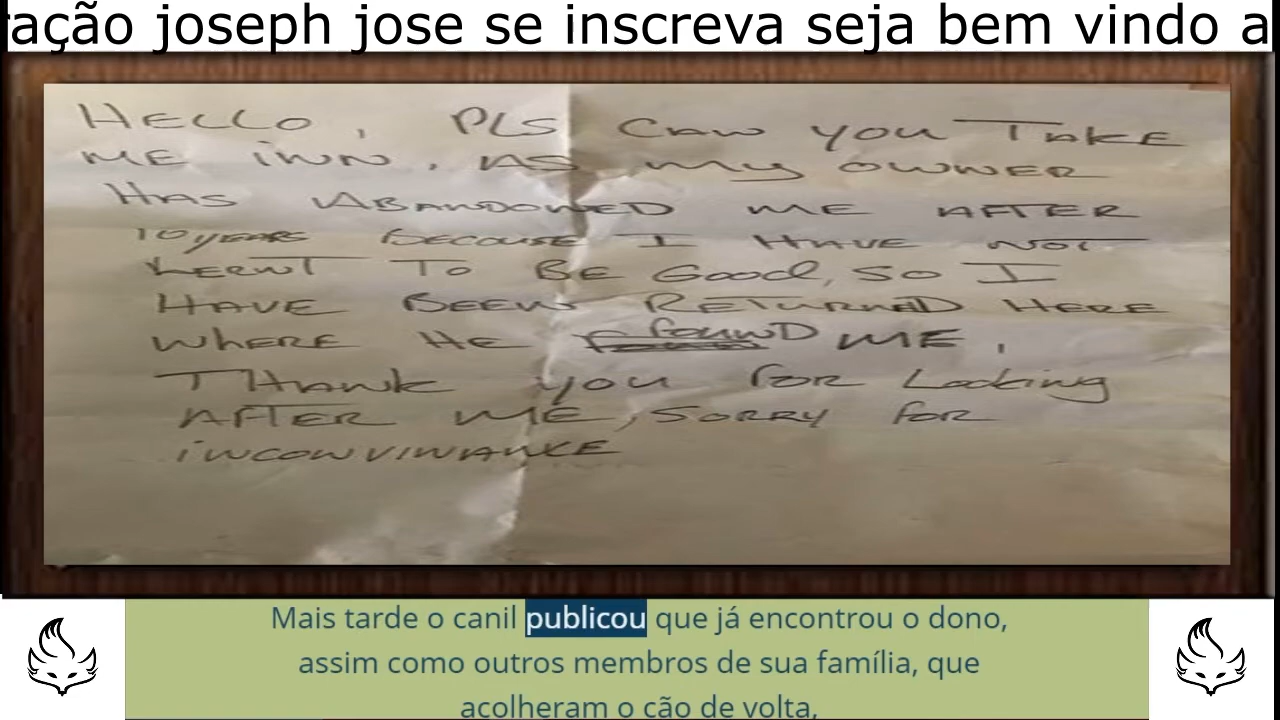 ação joseph jose se inscreva seja bem vindo a
HELLO, PLS CAN YOU TAKE
ME INN, AS MY OWNER
HAS ABANDONED ME AFTER
10 years BECAUSE I HAVE NOT
LERNT TO BE Good, SO I
HAVE BEEN RETURNED HERE
WHERE HE FOUND ME,
THANK you FOR Looking
AFTER ME, SORRY FOR
INCONVINANCE
Mais tarde o canil publicou que já encontrou o dono,
assim como outros membros de sua família, que
acolheram o cão de volta,